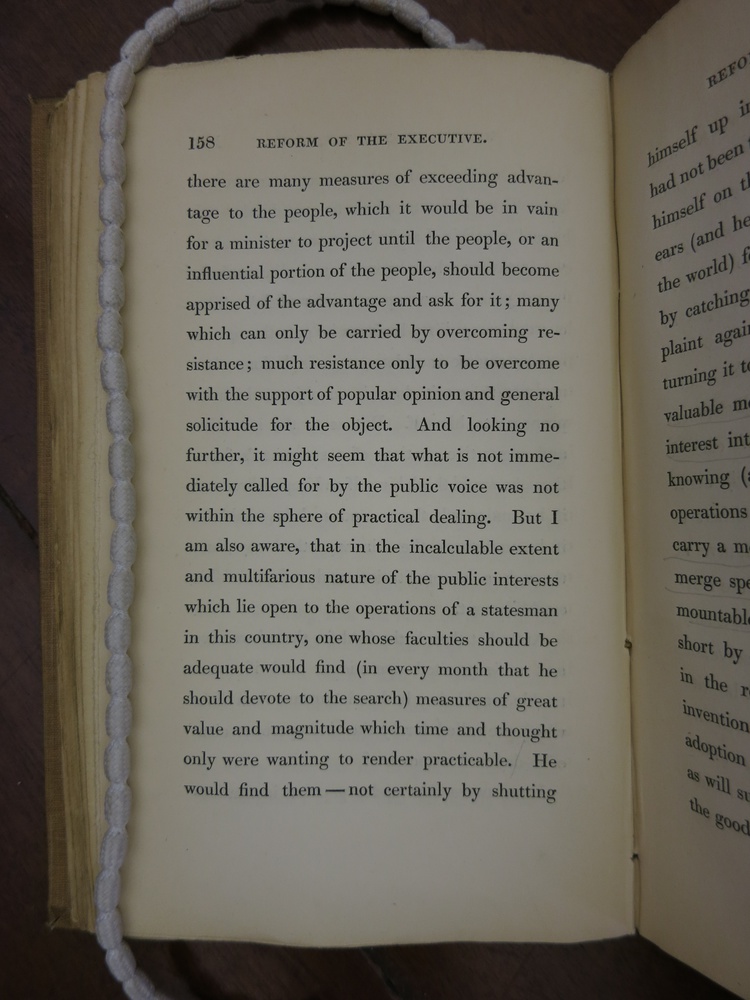 158 REFORM OF THE EXECUTIVE.
there are many measures of exceeding advan-
tage to the people, which it would be in vain
for a minister to project until the people, or an
influential portion of the people, should become
apprised of the advantage and ask for it; many
which can only be carried by overcoming re-
sistance; much resistance only to be overcome
with the support of popular opinion and general
solicitude for the object. And looking no
further, it might seem that what is not imme-
diately called for by the public voice was not
within the sphere of practical dealing. But I
am also aware, that in the incalculable extent
and multifarious nature of the public interests
which lie open to the operations of a statesman
in this country, one whose faculties should be
adequate would find (in every month that he
should devote to the search) measures of great
value and magnitude which time and thought
only were wanting to render practicable. He
would find them — not certainly by shutting
himself up
had not been
himself on
ears (and
the world)
by catching
plaint
turning it
valuable
interest
knowing
operations
carry a
merge
short by
in the
adoption
as will
the good